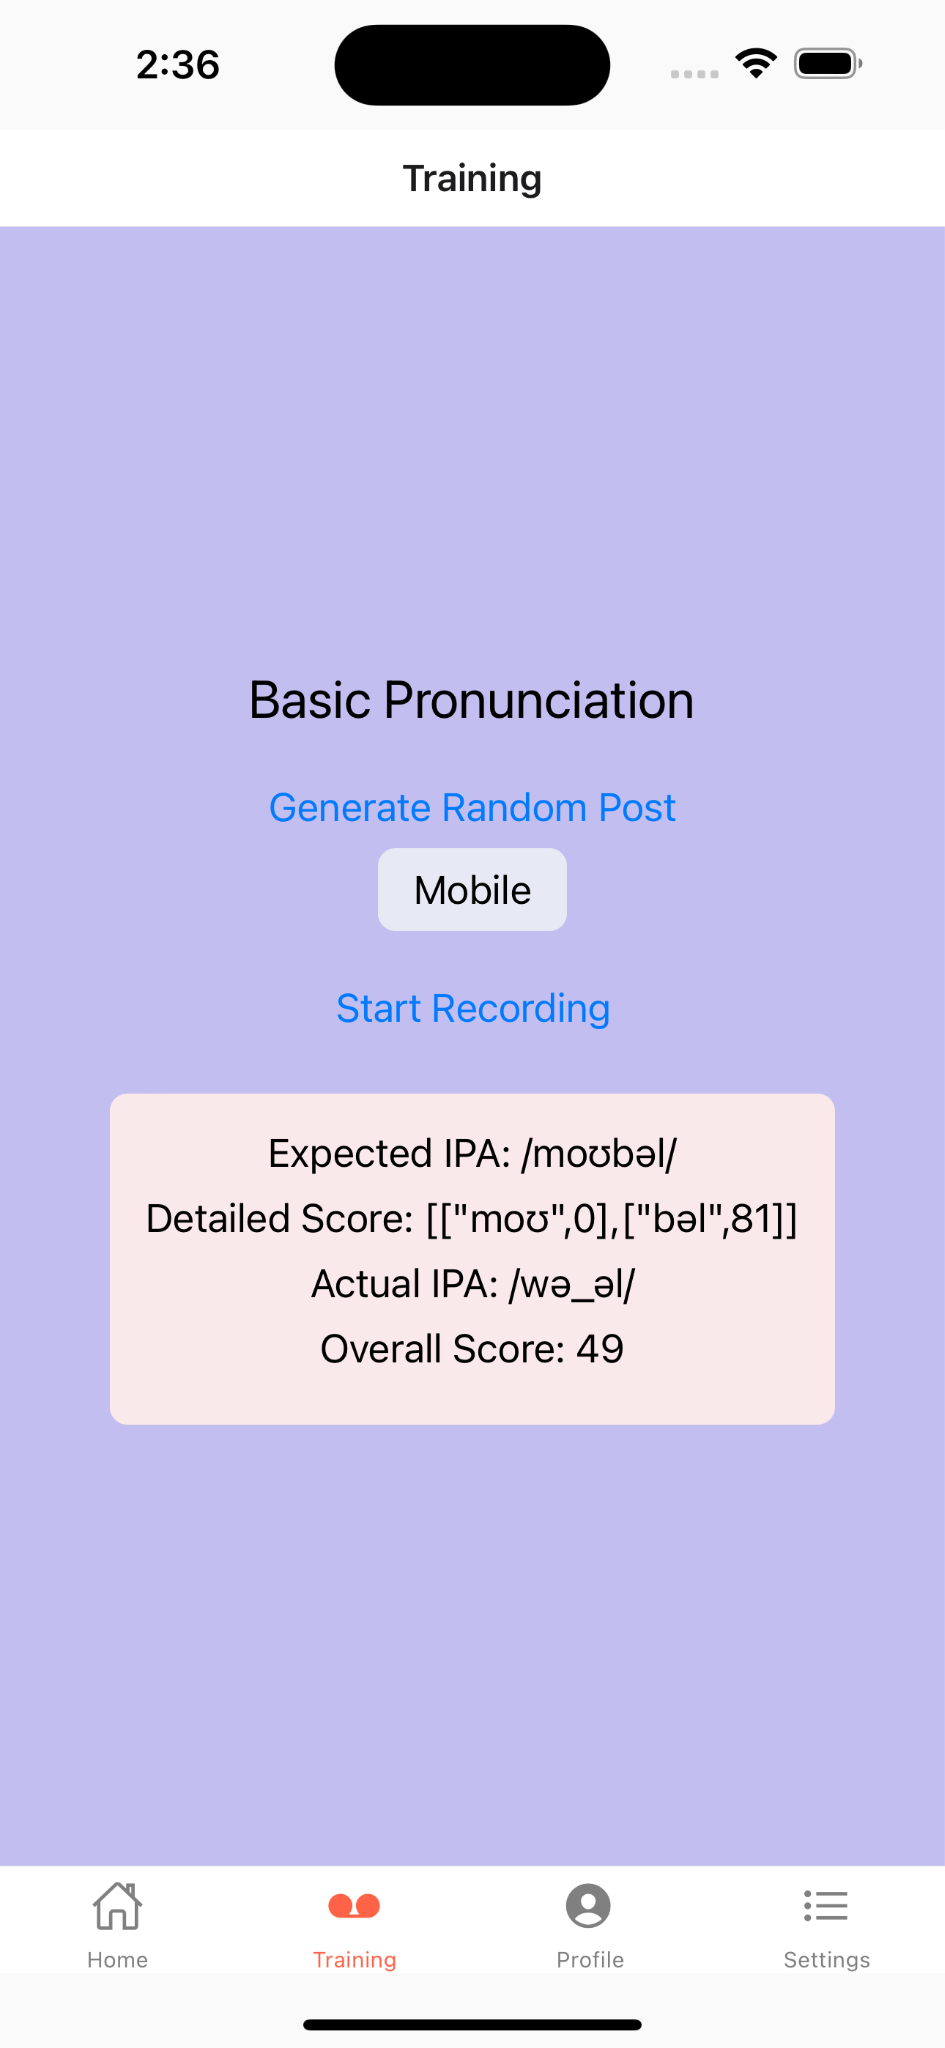 2:36
Training
Basic Pronunciation
Generate Random Post
Mobile
Start Recording
Expected IPA: /moʊbəl/
Detailed Score: [["moʊ",0],["bəl",81]]
Actual IPA: /wə_əl/
Overall Score: 49
Home
Training
Profile
Settings